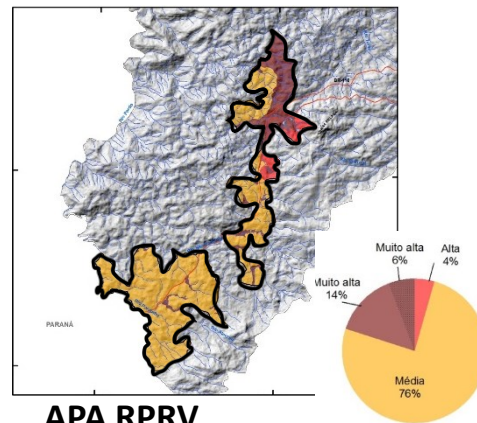 PARANÁ
Muito alta
6%
Alta
4%
Muito alta
14%
Média
76%
APA RPRV